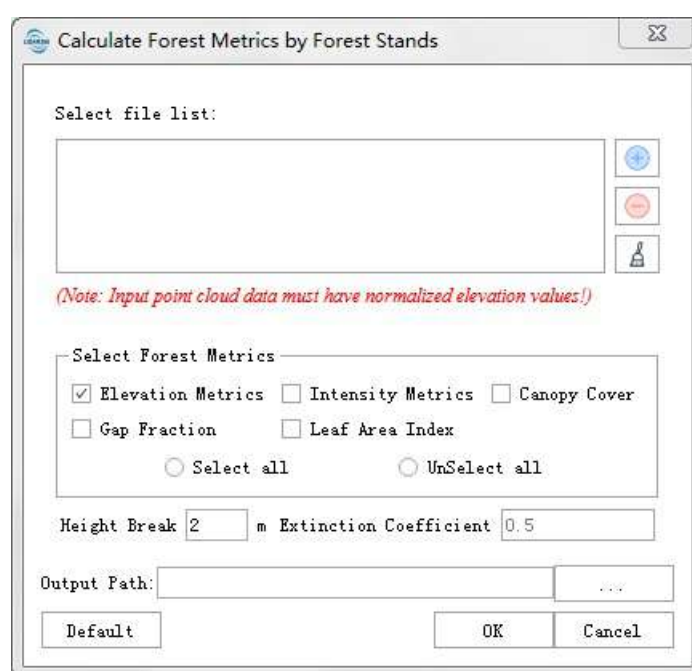 Calculate Forest Metrics by Forest Stands
Select file list:
(Note: Input point cloud data must have normalized elevation values!)
Select Forest Metrics
Elevation Metrics Intensity Metrics Canopy Cover
Gap Fraction Leaf Area Index
Select all UnSelect all
Height Break 2 m Extinction Coefficient 0.5
Output Path: ...
Default OK Cancel